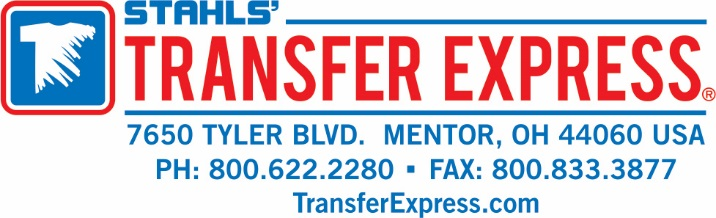 STAHLS'
TRANSFER EXPRESS®
7650 TYLER BLVD. MENTOR, OH 44060 USA
PH: 800.622.2280 ▪ FAX: 800.833.3877
TransferExpress.com